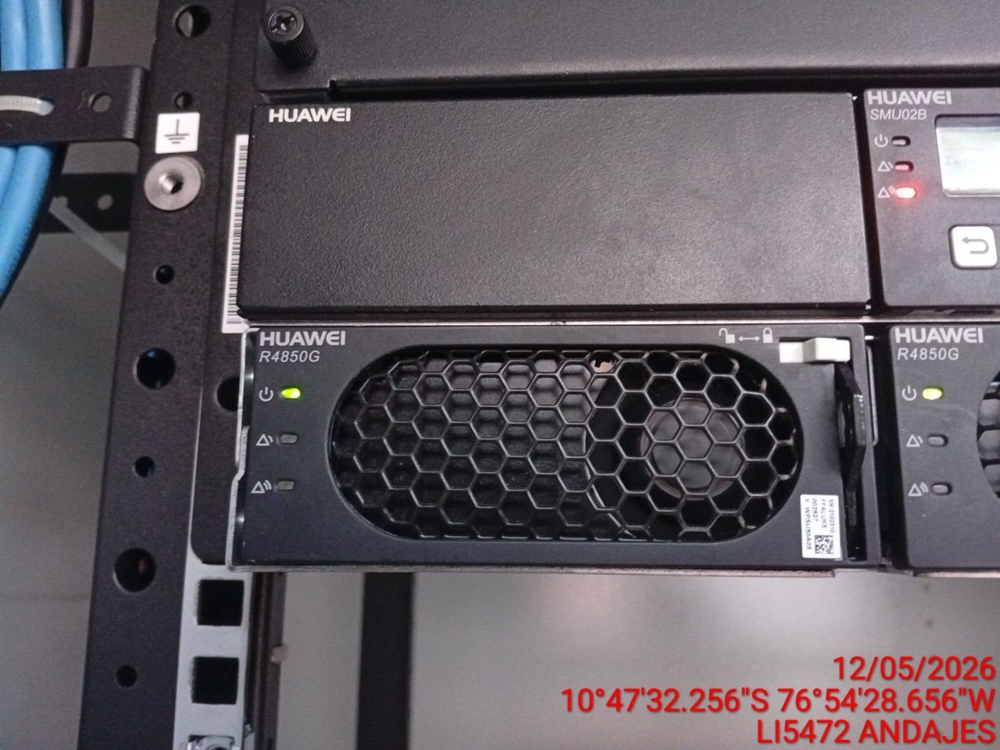 HUAWEI
HUAWEI
SMU02B
HUAWEI
R4850G
HUAWEI
R4850G
12/05/2026
10°47'32.256"S 76°54'28.656"W
LI5472 ANDAJES